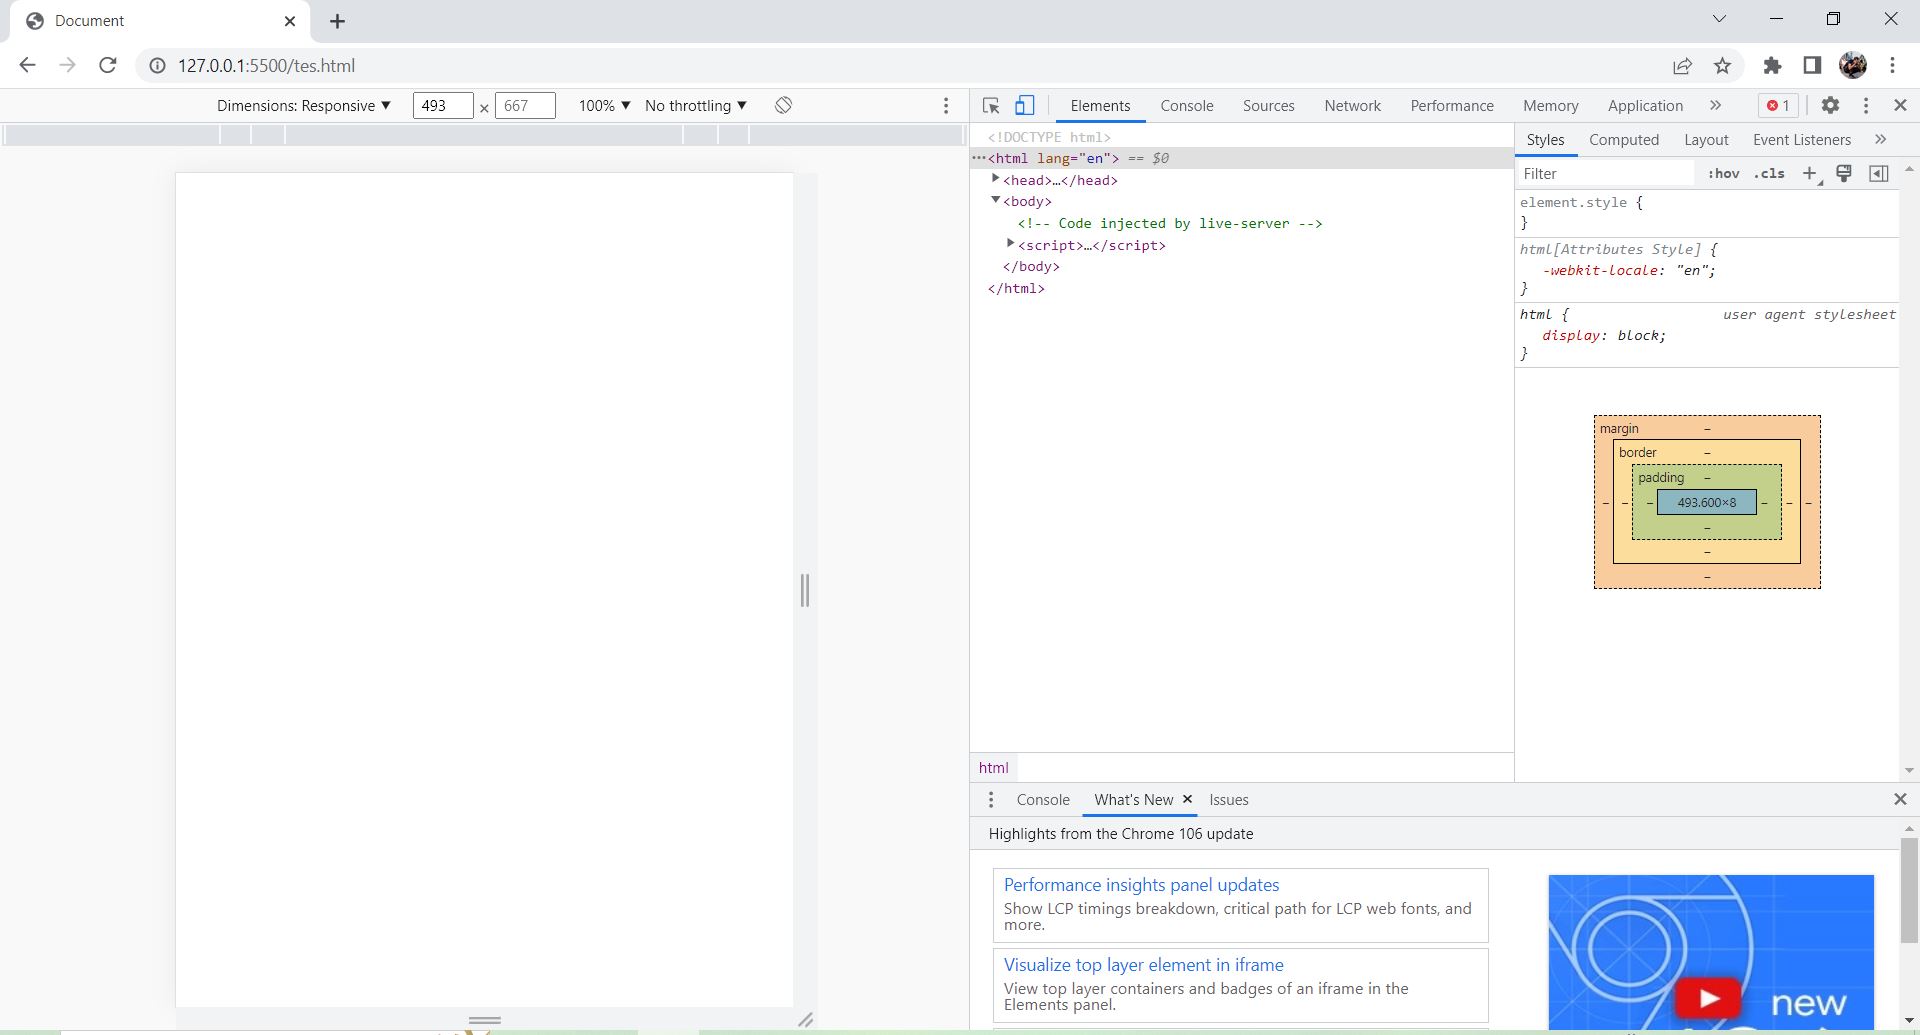 Document
127.0.0.1:5500/tes.html
Dimensions: Responsive 493 × 667 100% No throttling
Elements Console Sources Network Performance Memory Application 1
<!DOCTYPE html>
<html lang="en"> == $0
<head>…</head>
<body>
<!-- Code injected by live-server -->
<script>…</script>
</body>
</html>
html
Styles Computed Layout Event Listeners
Filter :hov .cls
element.style {
}
html[Attributes Style] {
-webkit-locale: "en";
}
html { user agent stylesheet
display: block;
}
margin –
border –
padding –
– – – 493.600×8 – – –
–
–
–
Console What's New Issues
Highlights from the Chrome 106 update
Performance insights panel updates
Show LCP timings breakdown, critical path for LCP web fonts, and
more.
Visualize top layer element in iframe
View top layer containers and badges of an iframe in the
Elements panel.
new